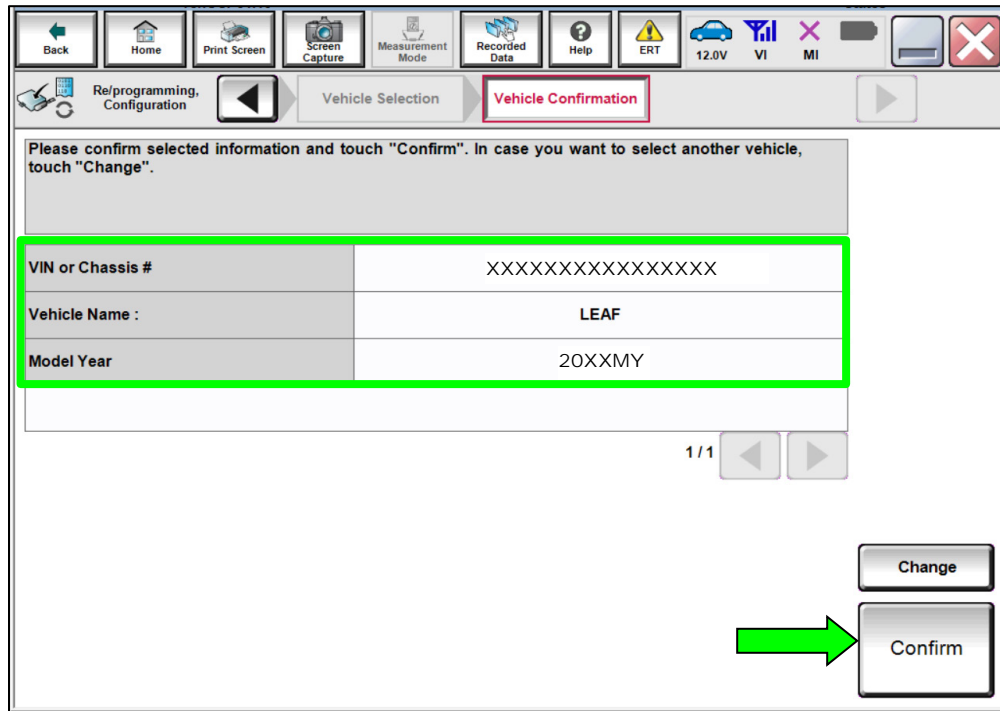 Back
Home
Print Screen
Screen
Capture
Measurement
Mode
Recorded
Data
Help
ERT
12.0V
VI
MI
Re/programming,
Configuration
Vehicle Selection
Vehicle Confirmation
Please confirm selected information and touch "Confirm". In case you want to select another vehicle,
touch "Change".
VIN or Chassis # XXXXXXXXXXXXXXXX
Vehicle Name : LEAF
Model Year 20XXMY
1/1
Change
Confirm